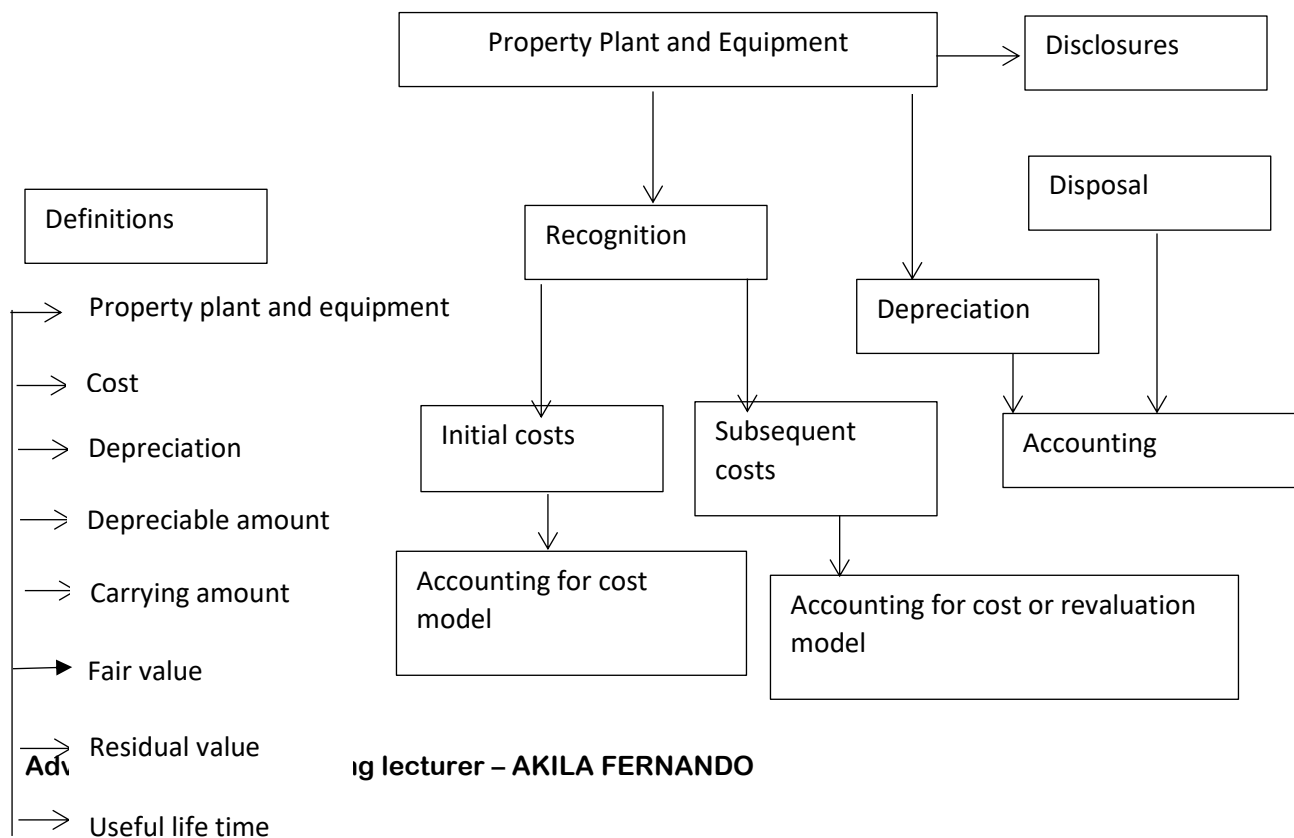 Property Plant and Equipment
Disclosures
Disposal
Definitions
Recognition
Property plant and equipment
Depreciation
Cost
Initial costs
Subsequent
costs
Accounting
Depreciation
Depreciable amount
Accounting for cost
model
Carrying amount
Accounting for cost or revaluation
model
Fair value
Residual value
lecturer – AKILA FERNANDO
Useful life time